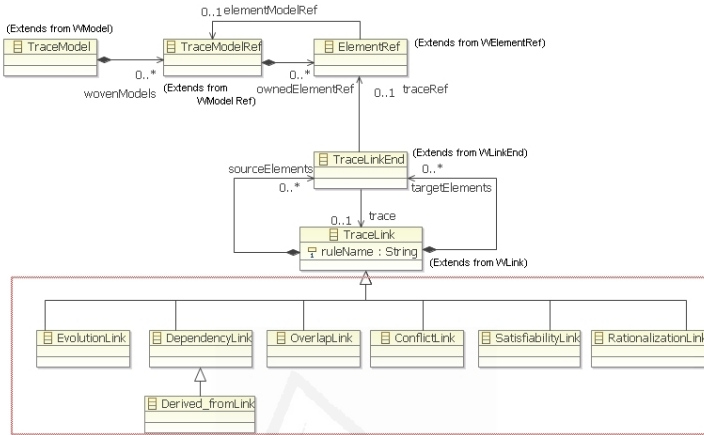 0..1 elementModelRef
(Extends from WModel)
TraceModel
TraceModelRef
ElementRef
(Extends from WElementRef)
0..*
wovenModels
(Extends from
WModel Ref)
0..*
ownedElementRef
0..1 traceRef
TraceLinkEnd
(Extends from WLinkEnd)
sourceElements
0..*
0..*
targetElements
0..1 trace
TraceLink
1 ruleName : String
(Extends from WLink)
EvolutionLink
DependencyLink
OverlapLink
ConflictLink
SatisfiabilityLink
RationalizationLink
Derived_fromLink